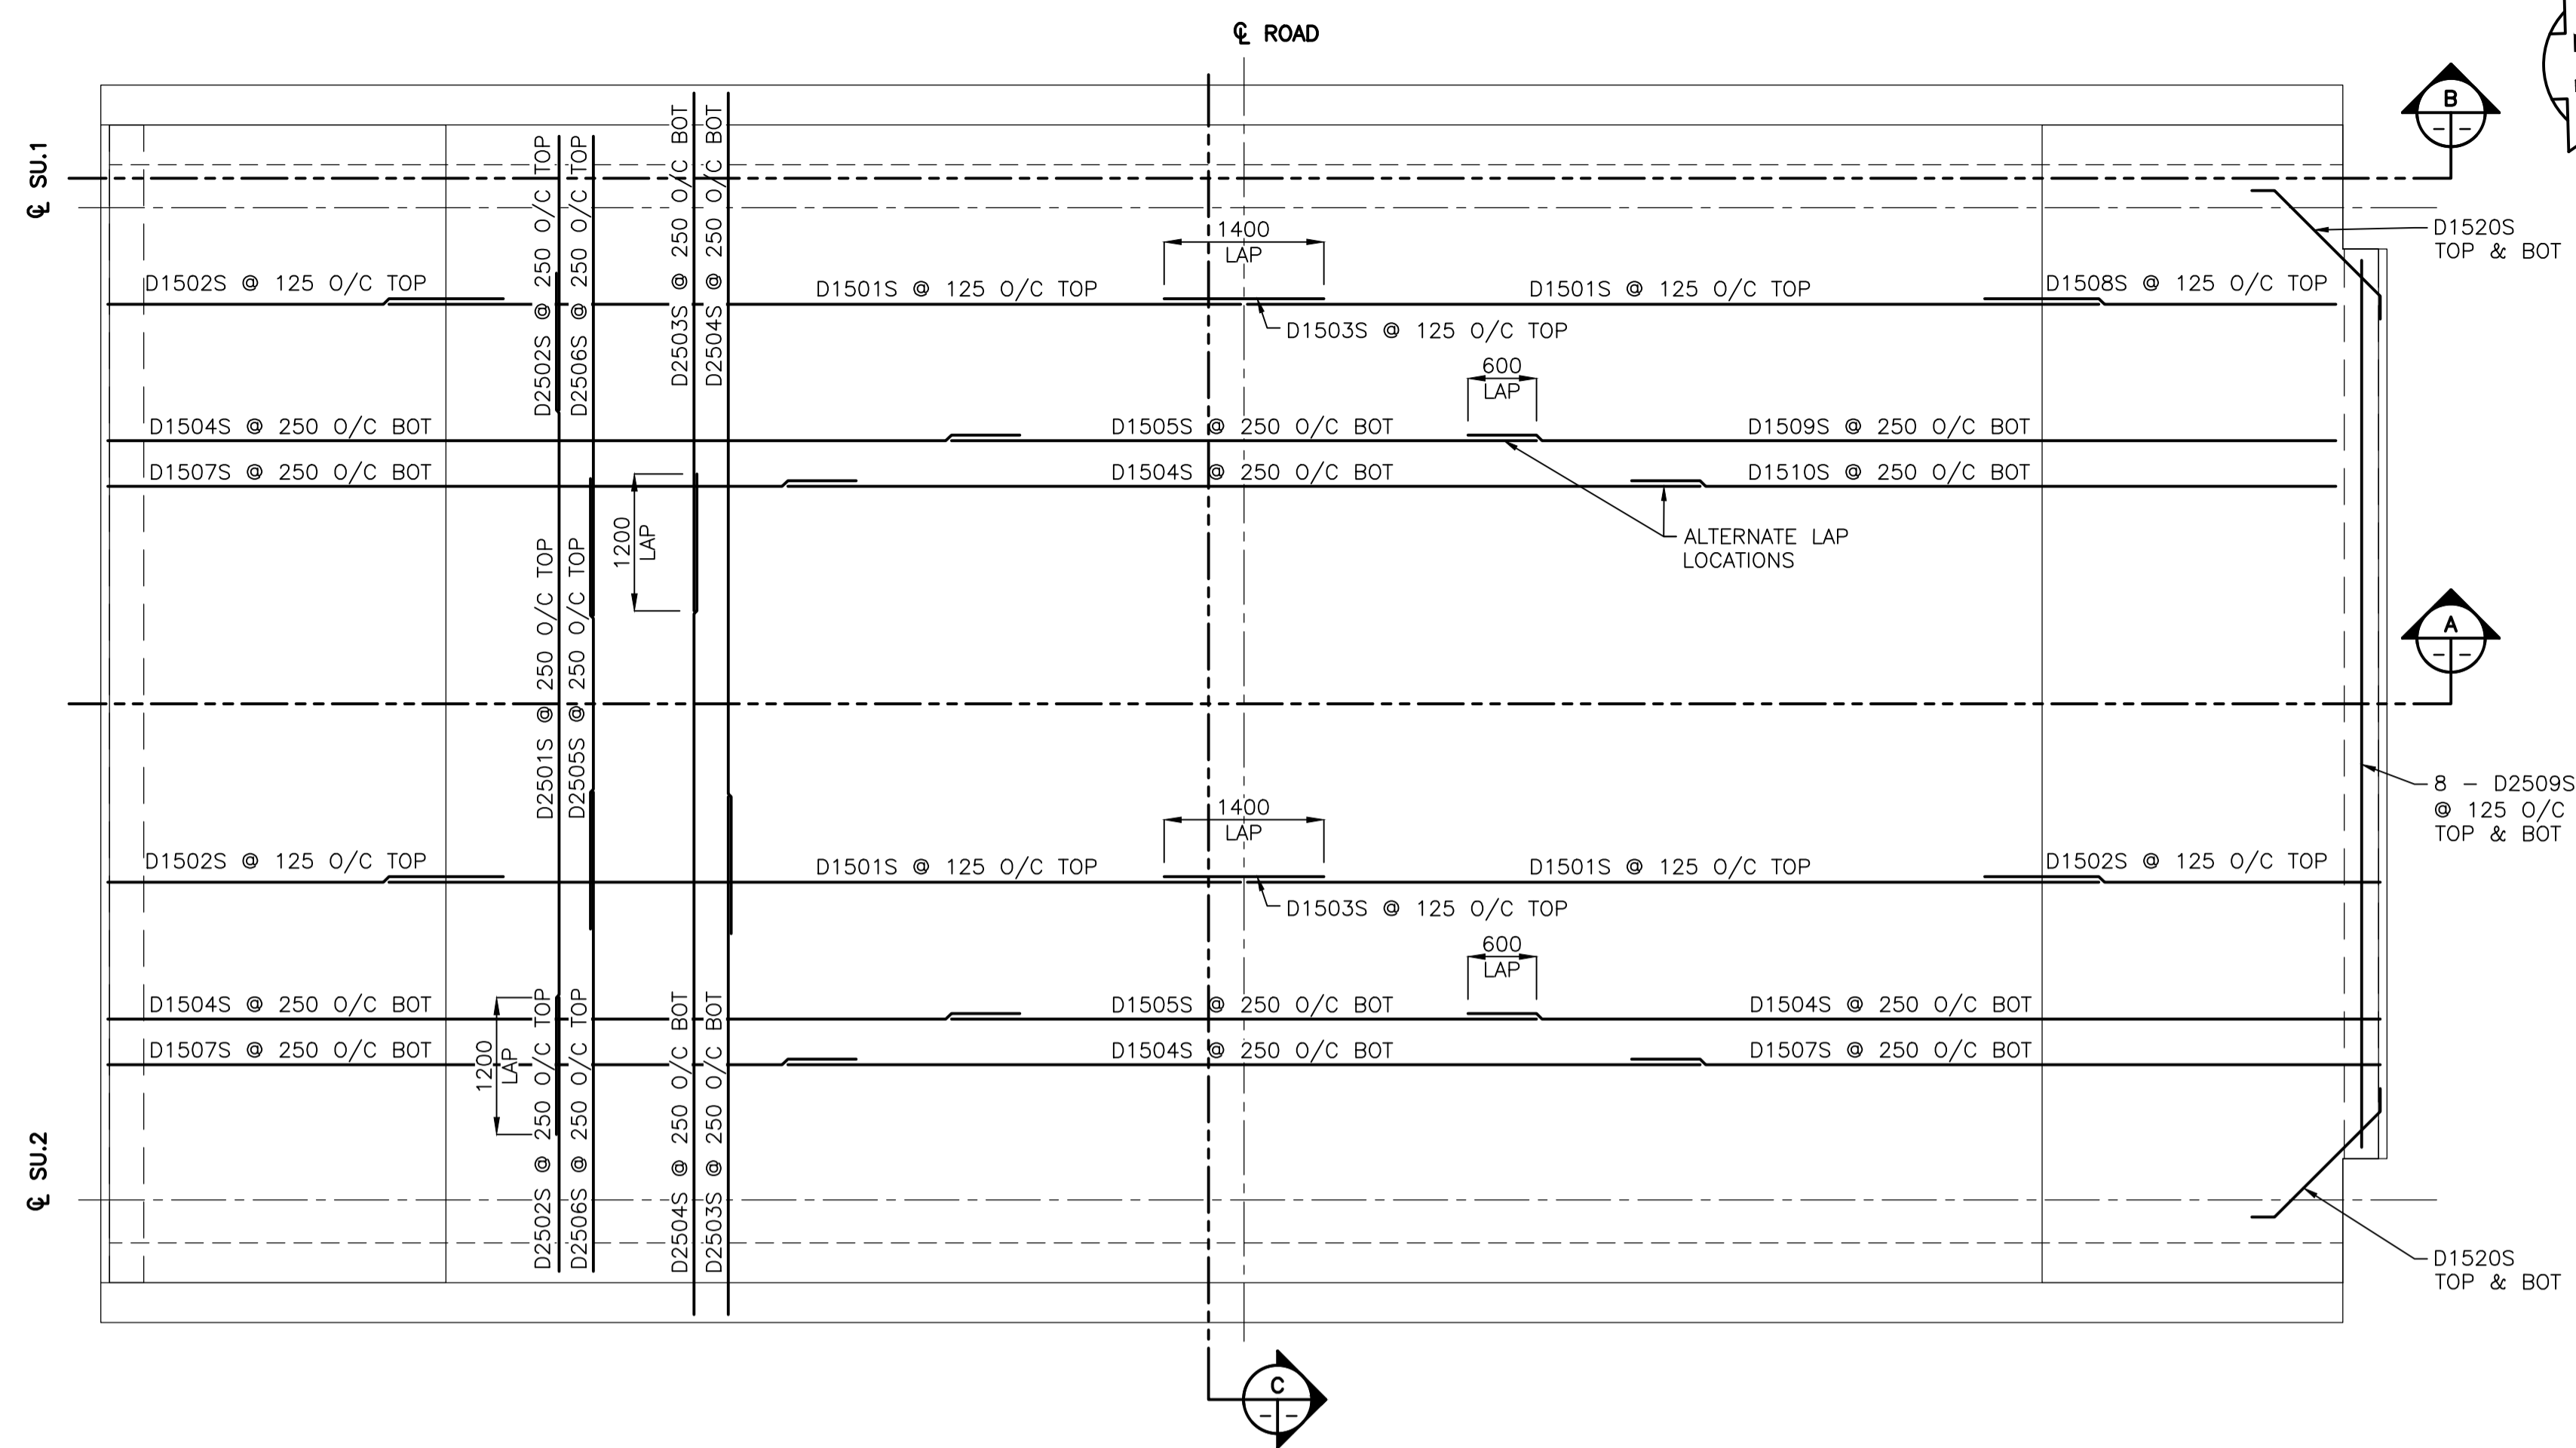 ℄ ROAD
B
℄ SU.1
D2502S @ 250 O/C TOP
D2506S @ 250 O/C TOP
D2503S @ 250 O/C BOT
D2504S @ 250 O/C BOT
D1520S
TOP & BOT
1400
LAP
D1502S @ 125 O/C TOP
D1501S @ 125 O/C TOP
D1501S @ 125 O/C TOP
D1508S @ 125 O/C TOP
D1503S @ 125 O/C TOP
600
LAP
D1504S @ 250 O/C BOT
D1505S @ 250 O/C BOT
D1509S @ 250 O/C BOT
D1507S @ 250 O/C BOT
D1504S @ 250 O/C BOT
D1510S @ 250 O/C BOT
1200
LAP
ALTERNATE LAP
LOCATIONS
D2501S @ 250 O/C TOP
D2505S @ 250 O/C TOP
A
8 - D2509S
@ 125 O/C
TOP & BOT
1400
LAP
D1502S @ 125 O/C TOP
D1501S @ 125 O/C TOP
D1501S @ 125 O/C TOP
D1502S @ 125 O/C TOP
D1503S @ 125 O/C TOP
600
LAP
D1504S @ 250 O/C BOT
D1505S @ 250 O/C BOT
D1504S @ 250 O/C BOT
D1507S @ 250 O/C BOT
D1504S @ 250 O/C BOT
D1507S @ 250 O/C BOT
1200
LAP
D2502S @ 250 O/C TOP
D2506S @ 250 O/C TOP
D2504S @ 250 O/C BOT
D2503S @ 250 O/C BOT
℄ SU.2
D1520S
TOP & BOT
C